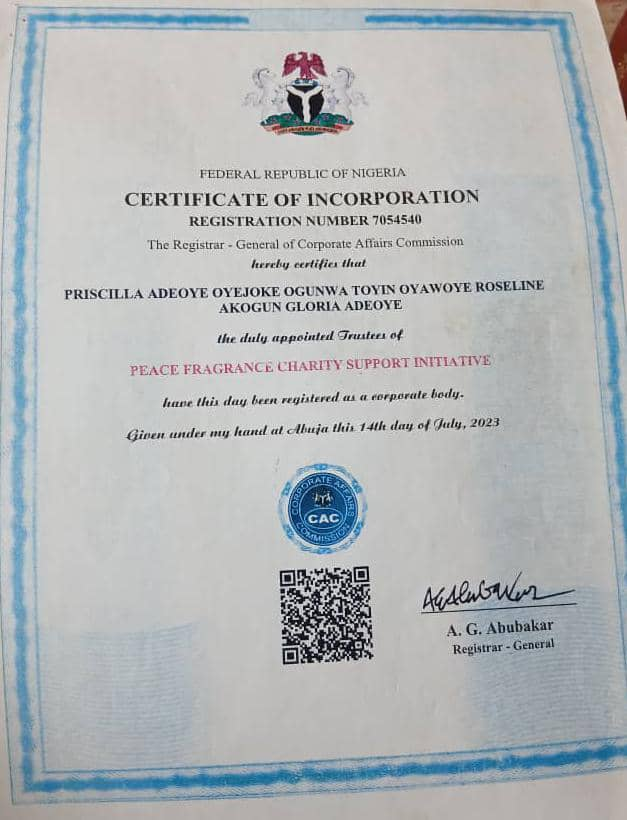 FEDERAL REPUBLIC OF NIGERIA
CERTIFICATE OF INCORPORATION
REGISTRATION NUMBER 7054540
The Registrar - General of Corporate Affairs Commission
hereby certifies that
PRISCILLA ADEOYE OYEJOKE OGUNWA TOYIN OYAWOYE ROSELINE
AKOGUN GLORIA ADEOYE
the duly appointed Trustees of
PEACE FRAGRANCE CHARITY SUPPORT INITIATIVE
have this day been registered as a corporate body.
Given under my hand at Abuja this 14th day of July, 2023
CORPORATE AFFAIRS
CAC
COMMISSION
A. G. Abubakar
Registrar - General